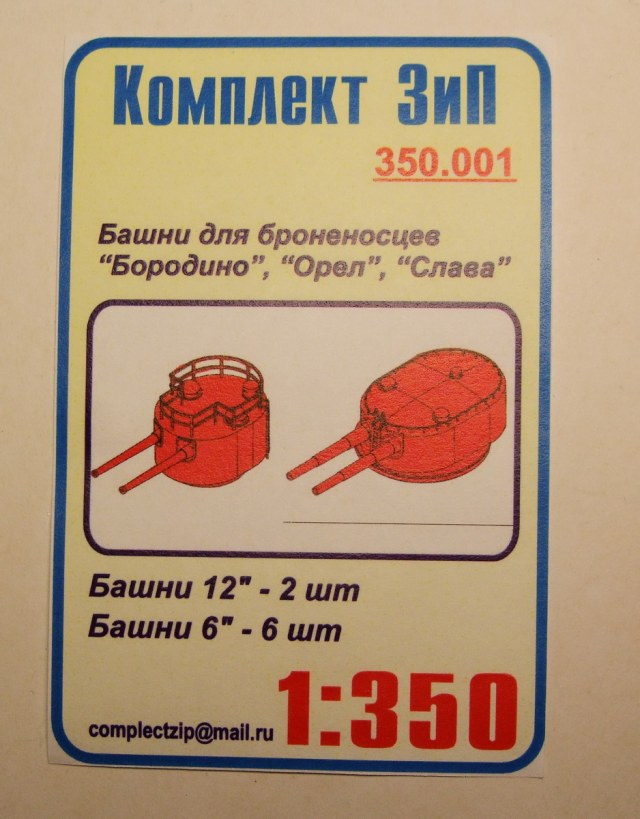 Комплект ЗиП
350.001
Башни для броненосцев
“Бородино”, “Орел”, “Слава”
Башни 12" - 2 шт
Башни 6" - 6 шт
complectzip@mail.ru
1:350